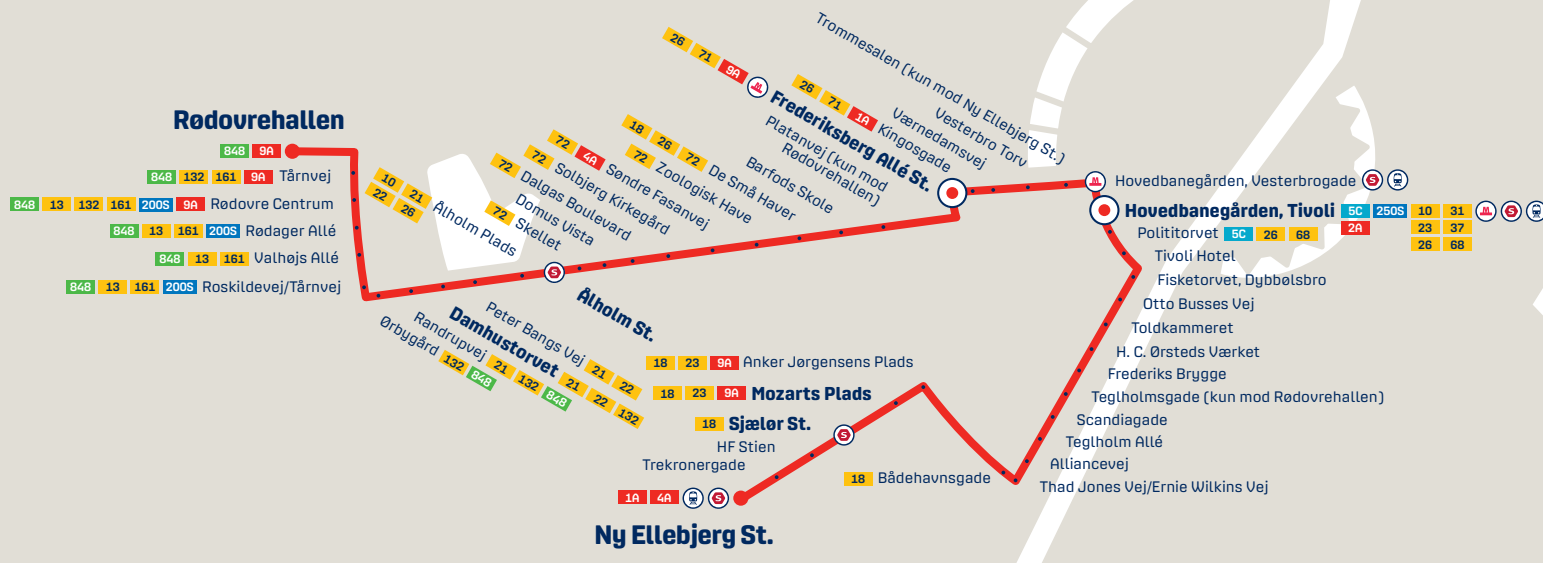 Rødovrehallen
848 9A
848 132 161 9A Tårnvej
848 13 132 161 200S 9A Rødovre Centrum
848 13 161 200S Rødager Allé
848 13 161 Valhøjs Allé
848 13 161 200S Roskildevej/Tårnvej
Ørbygård 132 848
Randrupvej 21 132 848
Damhustorvet 21 22 132
Peter Bangs Vej 21 22
10 21
22 26
Ålholm Plads
72 Skellet
Ålholm St.
S
Domus Vista
72 Dalgas Boulevard
72 Solbjerg Kirkegård
72 4A Søndre Fasanvej
72 Zoologisk Have
18 26 72 De Små Haver
Barfods Skole
Platanvej (kun mod
Rødovrehallen)
26 71 9A Frederiksberg Allé St.
26 71 1A Kingosgade
Værnedamsvej
Vesterbro Torv
Trommesalen (kun mod Ny Ellebjerg St.)
Hovedbanegården, Vesterbrogade S
Hovedbanegården, Tivoli 5C 250S 10 31 S
2A 23 37
26 68
Polititorvet 5C 26 68
Tivoli Hotel
Fisketorvet, Dybbølsbro
Otto Busses Vej
Toldkammeret
H. C. Ørsteds Værket
Frederiks Brygge
Teglholmsgade (kun mod Rødovrehallen)
Scandiagade
Teglholm Allé
Alliancevej
Thad Jones Vej/Ernie Wilkins Vej
18 Bådehavnsgade
18 23 9A Anker Jørgensens Plads
18 23 9A Mozarts Plads
18 Sjælør St.
S
HF Stien
Trekronergade
1A 4A S
Ny Ellebjerg St.